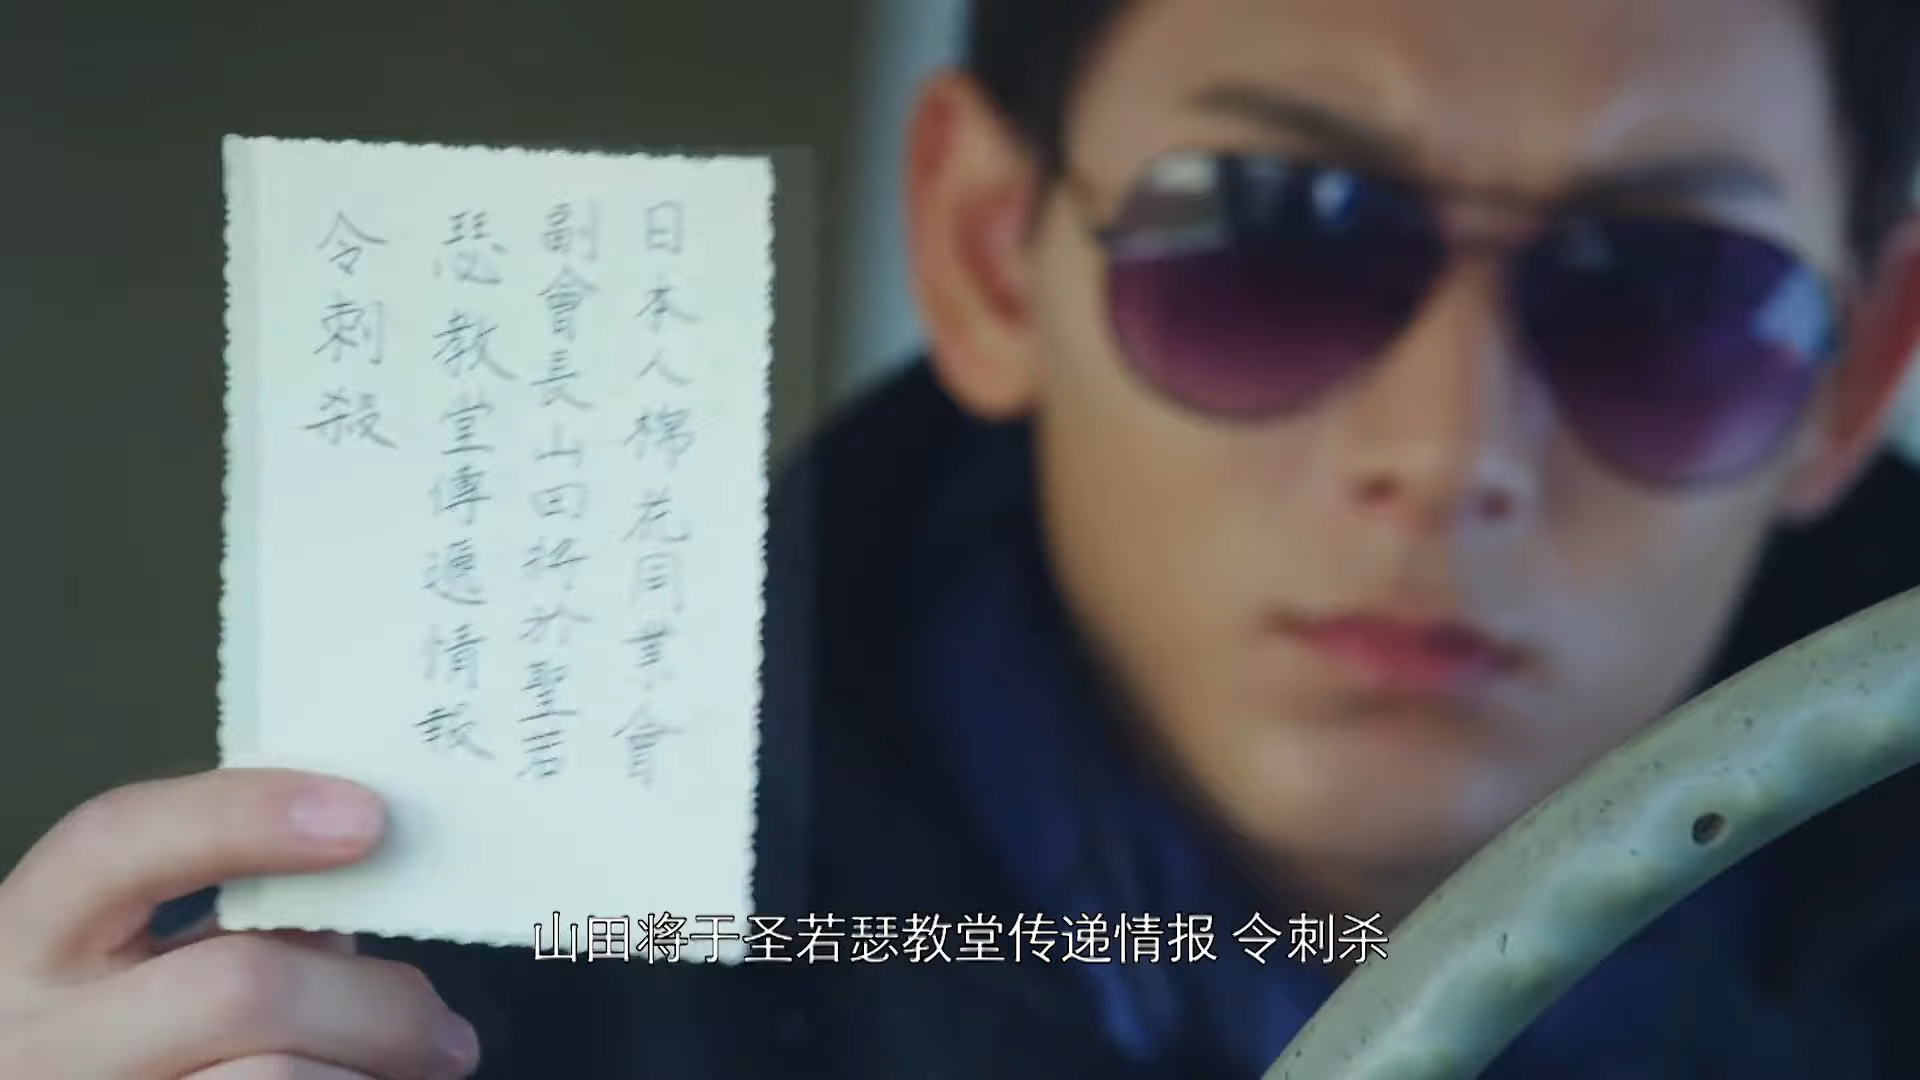 日本人棉花同業會
副會長山田將於聖若
瑟教堂傳遞情報
令刺殺
山田将于圣若瑟教堂传递情报 令刺杀